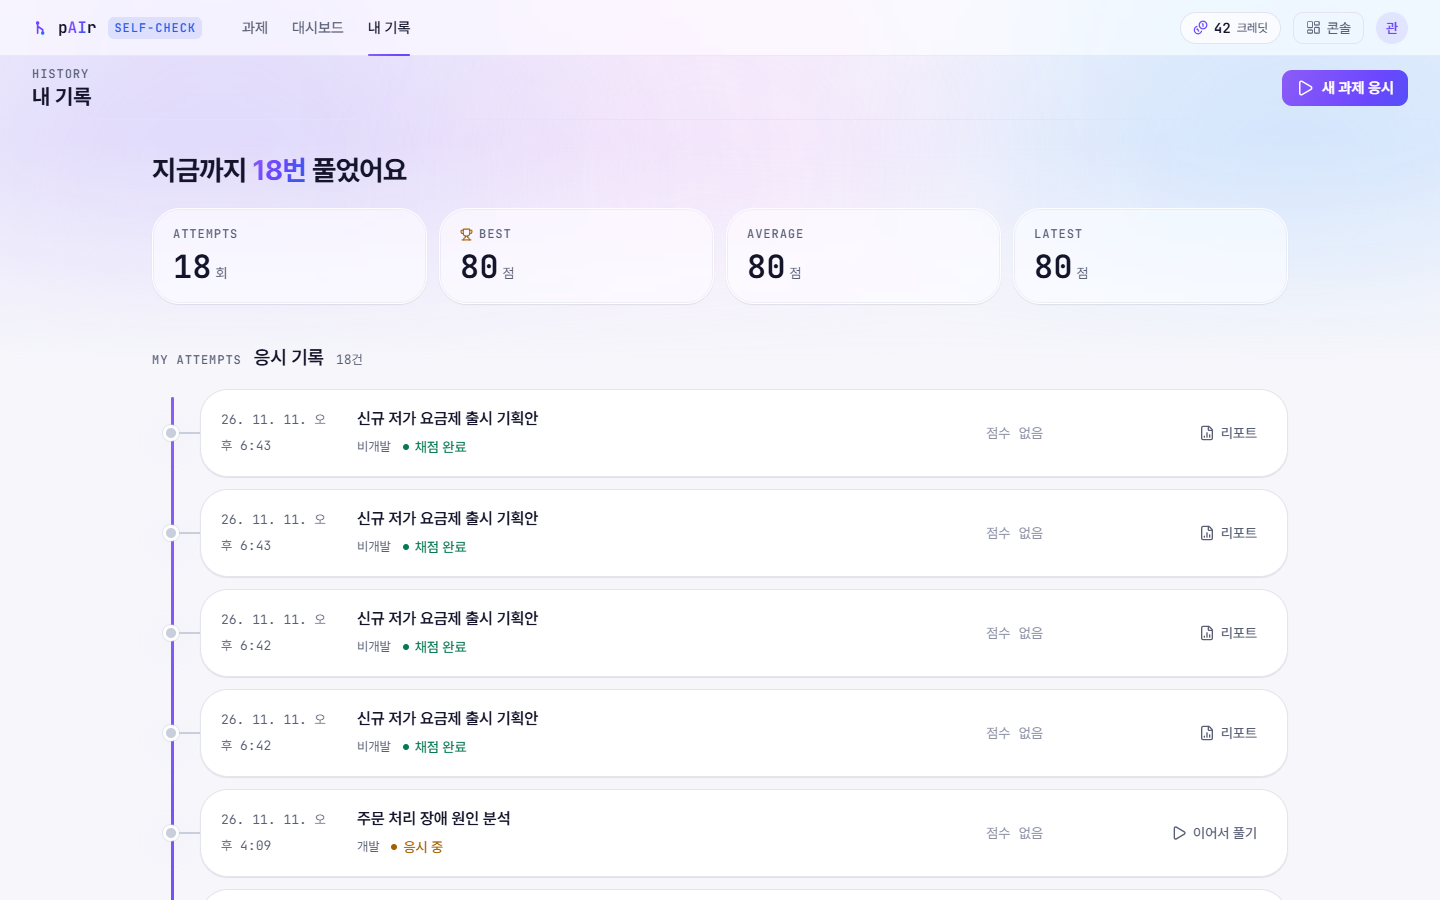 pAIr SELF-CHECK 과제 대시보드 내 기록 42 크레딧 콘솔 관
HISTORY
내 기록
새 과제 응시
지금까지 18번 풀었어요
ATTEMPTS
18 회
BEST
80 점
AVERAGE
80 점
LATEST
80 점
MY ATTEMPTS 응시 기록 18건
26. 11. 11. 오
후 6:43
신규 저가 요금제 출시 기획안
비개발 채점 완료
점수 없음
리포트
26. 11. 11. 오
후 6:43
신규 저가 요금제 출시 기획안
비개발 채점 완료
점수 없음
리포트
26. 11. 11. 오
후 6:42
신규 저가 요금제 출시 기획안
비개발 채점 완료
점수 없음
리포트
26. 11. 11. 오
후 6:42
신규 저가 요금제 출시 기획안
비개발 채점 완료
점수 없음
리포트
26. 11. 11. 오
후 4:09
주문 처리 장애 원인 분석
개발 응시 중
점수 없음
이어서 풀기